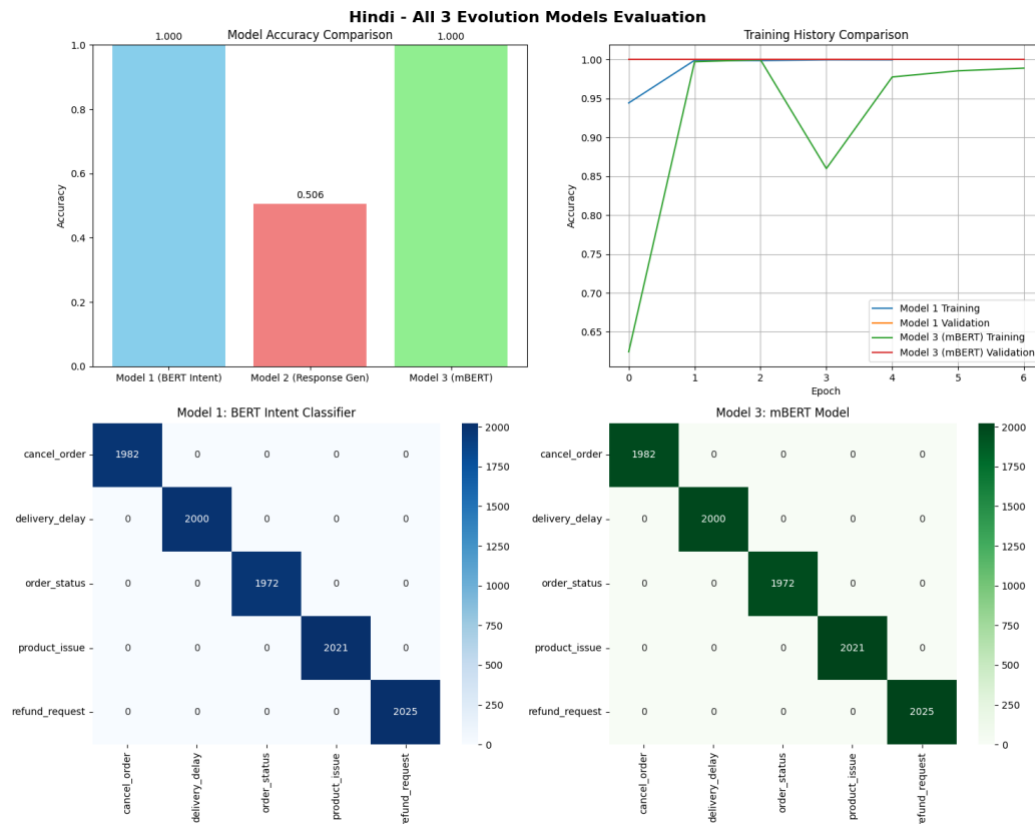 Hindi - All 3 Evolution Models Evaluation
Model Accuracy Comparison
1.000
1.000
0.506
1.0
0.8
0.6
0.4
0.2
0.0
Accuracy
Model 1 (BERT Intent)
Model 2 (Response Gen)
Model 3 (mBERT)
Training History Comparison
1.00
0.95
0.90
0.85
0.80
0.75
0.70
0.65
Accuracy
Model 1 Training
Model 1 Validation
Model 3 (mBERT) Training
Model 3 (mBERT) Validation
0 1 2 3 4 5 6
Epoch
Model 1: BERT Intent Classifier
cancel_order 1982 0 0 0 0
delivery_delay 0 2000 0 0 0
order_status 0 0 1972 0 0
product_issue 0 0 0 2021 0
refund_request 0 0 0 0 2025
cancel_order
delivery_delay
order_status
product_issue
refund_request
2000
1750
1500
1250
1000
750
500
250
0
Model 3: mBERT Model
cancel_order 1982 0 0 0 0
delivery_delay 0 2000 0 0 0
order_status 0 0 1972 0 0
product_issue 0 0 0 2021 0
refund_request 0 0 0 0 2025
cancel_order
delivery_delay
order_status
product_issue
refund_request
2000
1750
1500
1250
1000
750
500
250
0